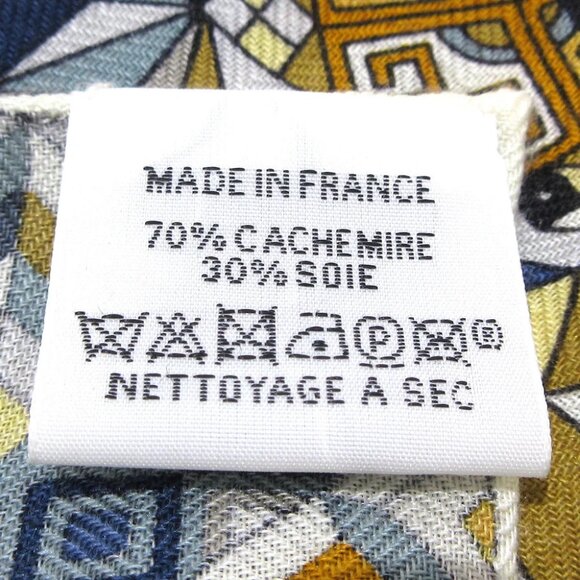 MADE IN FRANCE
70% CACHEMIRE
30% SOIE
P ®
NETTOYAGE A SEC